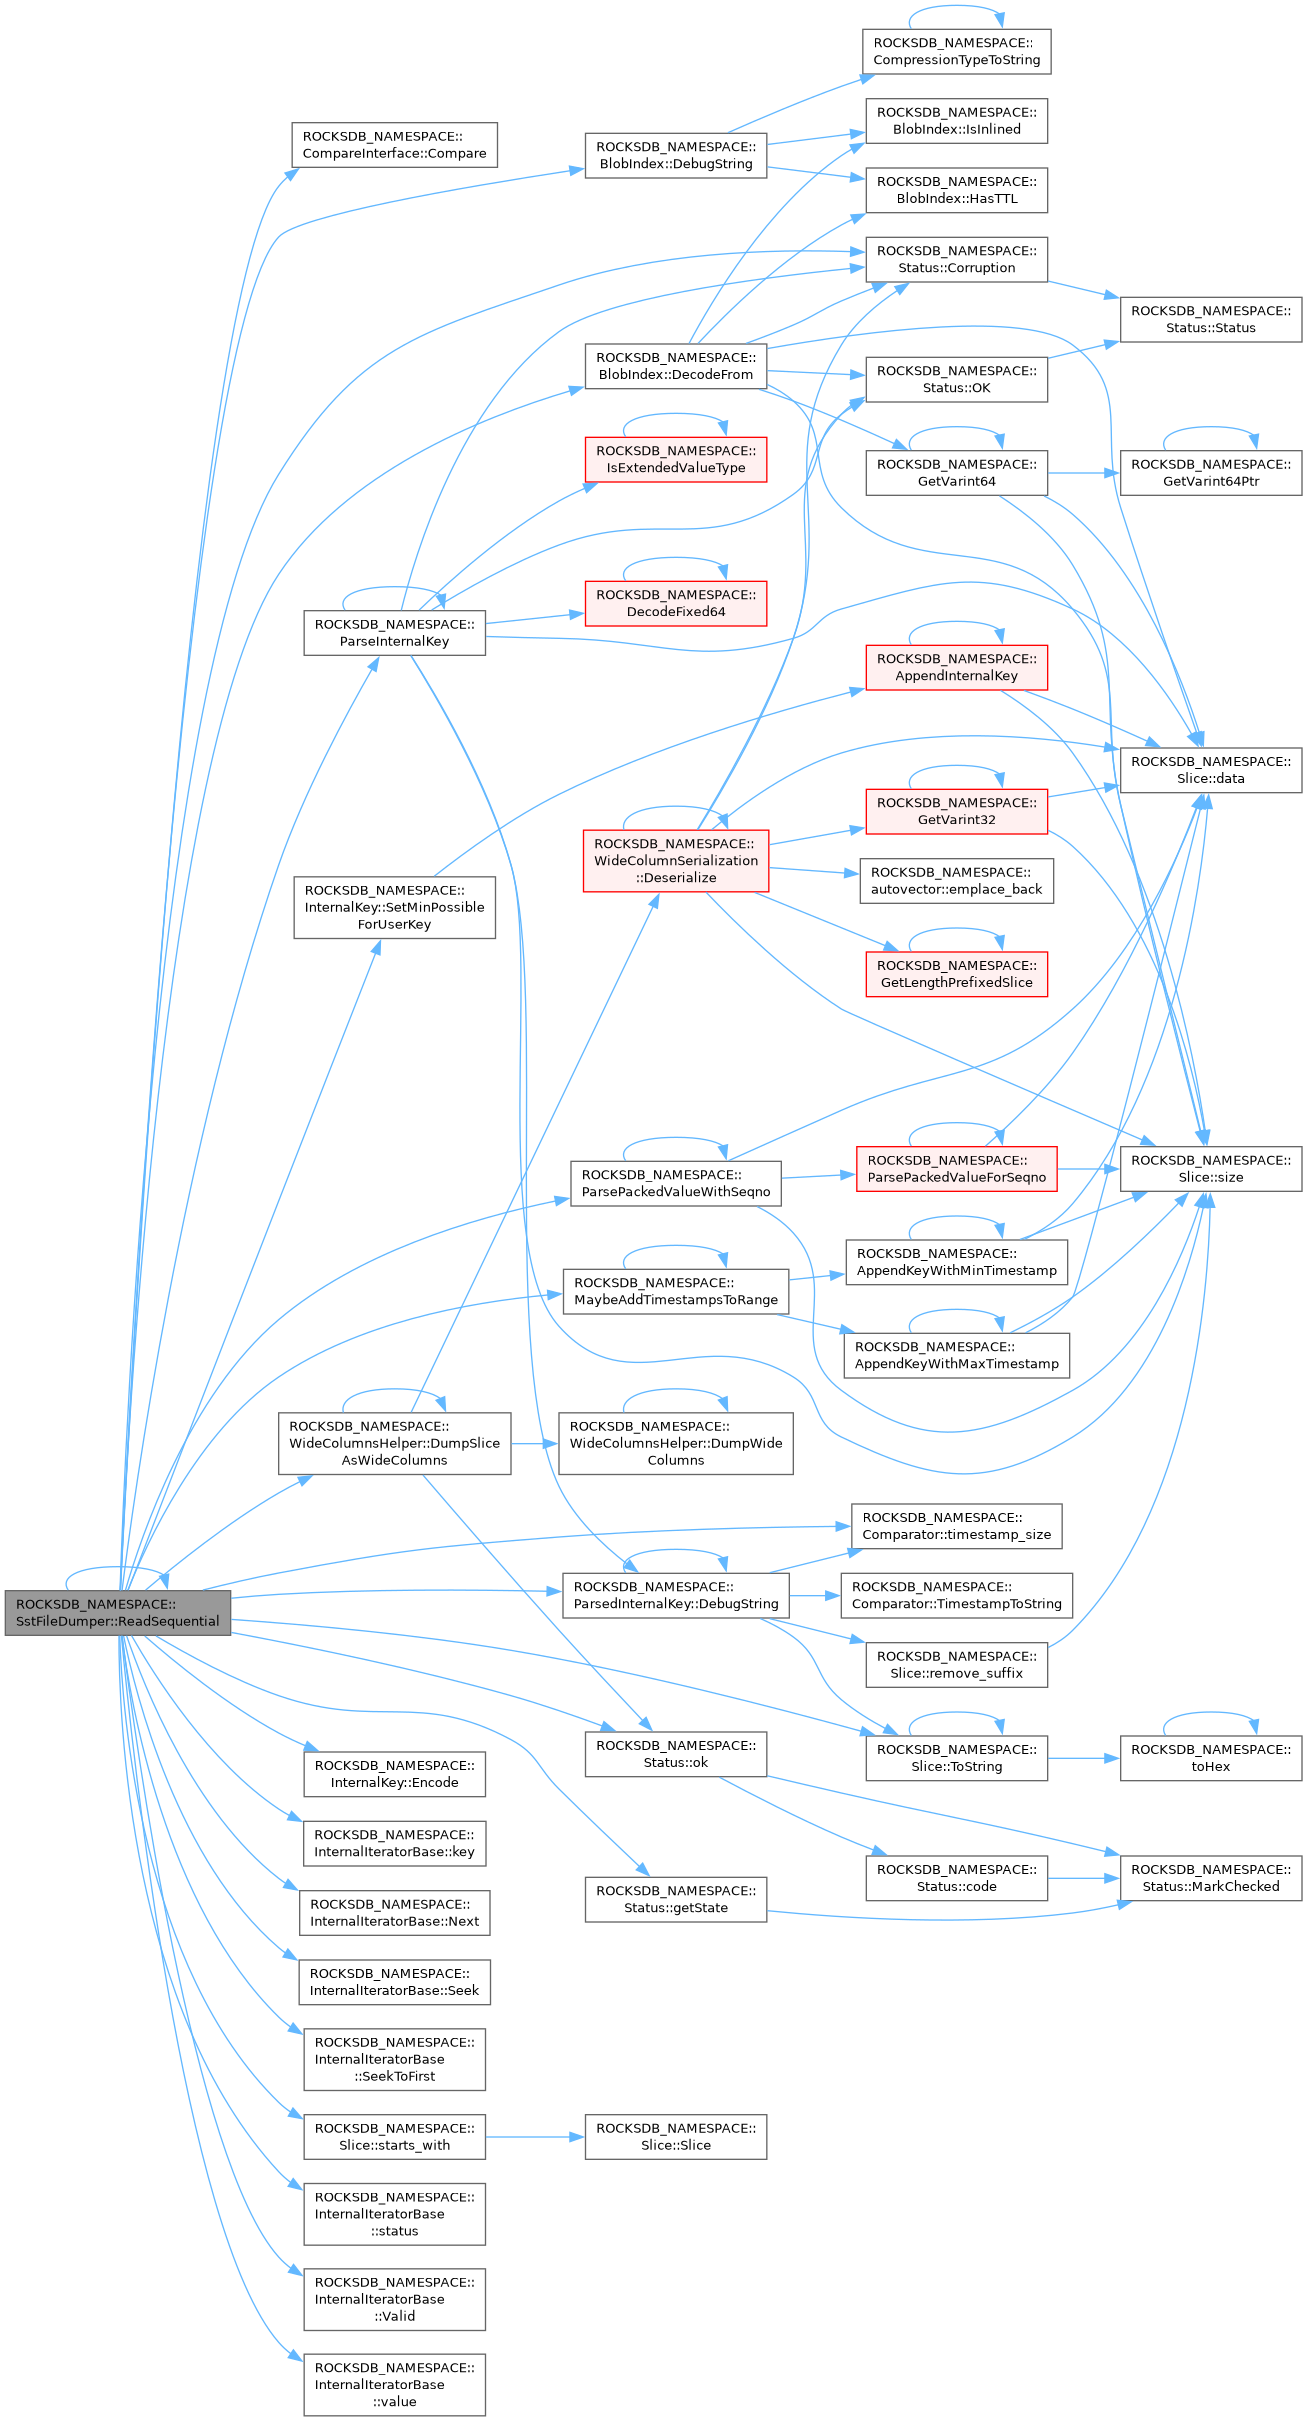 ROCKSDB_NAMESPACE::
CompressionTypeToString
ROCKSDB_NAMESPACE::
BlobIndex::IsInlined
ROCKSDB_NAMESPACE::
CompareInterface::Compare
ROCKSDB_NAMESPACE::
BlobIndex::DebugString
ROCKSDB_NAMESPACE::
BlobIndex::HasTTL
ROCKSDB_NAMESPACE::
Status::Corruption
ROCKSDB_NAMESPACE::
Status::Status
ROCKSDB_NAMESPACE::
BlobIndex::DecodeFrom
ROCKSDB_NAMESPACE::
Status::OK
ROCKSDB_NAMESPACE::
IsExtendedValueType
ROCKSDB_NAMESPACE::
GetVarint64
ROCKSDB_NAMESPACE::
GetVarint64Ptr
ROCKSDB_NAMESPACE::
DecodeFixed64
ROCKSDB_NAMESPACE::
ParseInternalKey
ROCKSDB_NAMESPACE::
AppendInternalKey
ROCKSDB_NAMESPACE::
Slice::data
ROCKSDB_NAMESPACE::
GetVarint32
ROCKSDB_NAMESPACE::
WideColumnSerialization
::Deserialize
ROCKSDB_NAMESPACE::
autovector::emplace_back
ROCKSDB_NAMESPACE::
InternalKey::SetMinPossible
ForUserKey
ROCKSDB_NAMESPACE::
GetLengthPrefixedSlice
ROCKSDB_NAMESPACE::
ParsePackedValueWithSeqno
ROCKSDB_NAMESPACE::
ParsePackedValueForSeqno
ROCKSDB_NAMESPACE::
Slice::size
ROCKSDB_NAMESPACE::
AppendKeyWithMinTimestamp
ROCKSDB_NAMESPACE::
MaybeAddTimestampsToRange
ROCKSDB_NAMESPACE::
AppendKeyWithMaxTimestamp
ROCKSDB_NAMESPACE::
WideColumnsHelper::DumpSlice
AsWideColumns
ROCKSDB_NAMESPACE::
WideColumnsHelper::DumpWide
Columns
ROCKSDB_NAMESPACE::
Comparator::timestamp_size
ROCKSDB_NAMESPACE::
SstFileDumper::ReadSequential
ROCKSDB_NAMESPACE::
ParsedInternalKey::DebugString
ROCKSDB_NAMESPACE::
Comparator::TimestampToString
ROCKSDB_NAMESPACE::
Slice::remove_suffix
ROCKSDB_NAMESPACE::
Status::ok
ROCKSDB_NAMESPACE::
Slice::ToString
ROCKSDB_NAMESPACE::
toHex
ROCKSDB_NAMESPACE::
InternalKey::Encode
ROCKSDB_NAMESPACE::
InternalIteratorBase::key
ROCKSDB_NAMESPACE::
Status::code
ROCKSDB_NAMESPACE::
Status::MarkChecked
ROCKSDB_NAMESPACE::
Status::getState
ROCKSDB_NAMESPACE::
InternalIteratorBase::Next
ROCKSDB_NAMESPACE::
InternalIteratorBase::Seek
ROCKSDB_NAMESPACE::
InternalIteratorBase
::SeekToFirst
ROCKSDB_NAMESPACE::
Slice::starts_with
ROCKSDB_NAMESPACE::
Slice::Slice
ROCKSDB_NAMESPACE::
InternalIteratorBase
::status
ROCKSDB_NAMESPACE::
InternalIteratorBase
::Valid
ROCKSDB_NAMESPACE::
InternalIteratorBase
::value